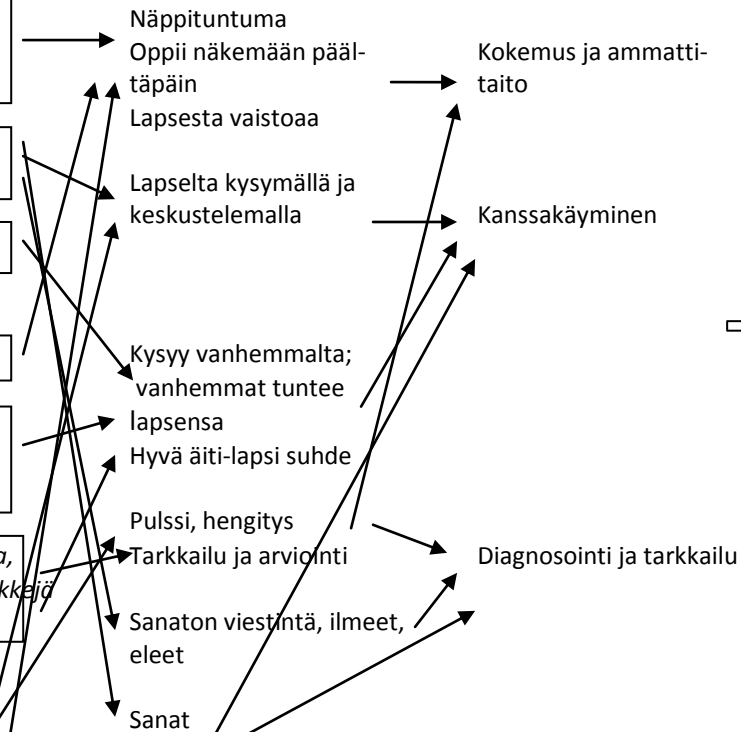 Näppituntuma
Oppii näkemään pääl-
täpäin
Lapsesta vaistoaa
Lapselta kysymällä ja
keskustelemalla
Kysyy vanhemmalta;
vanhemmat tuntee
lapsensa
Hyvä äiti-lapsi suhde
Pulssi, hengitys
Tarkkailu ja arviointi
Sanaton viestintä, ilmeet,
eleet
Sanat
Kokemus ja ammatti-
taito
Kanssakäyminen
Diagnosointi ja tarkkailu